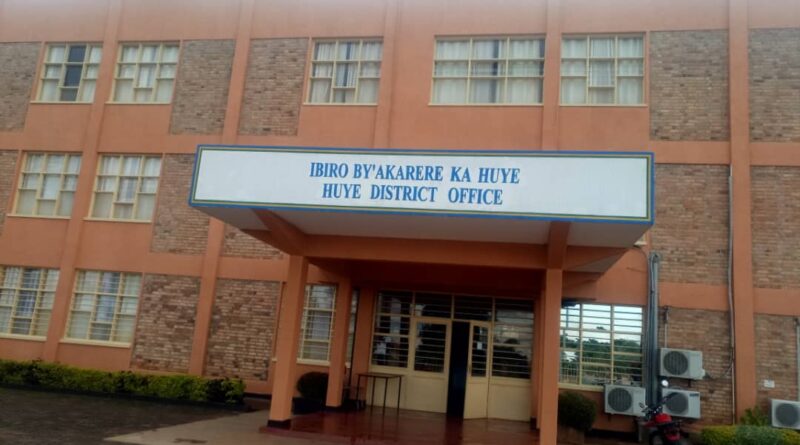 IBIRO BY'AKARERE KA HUYE
HUYE DISTRICT OFFICE